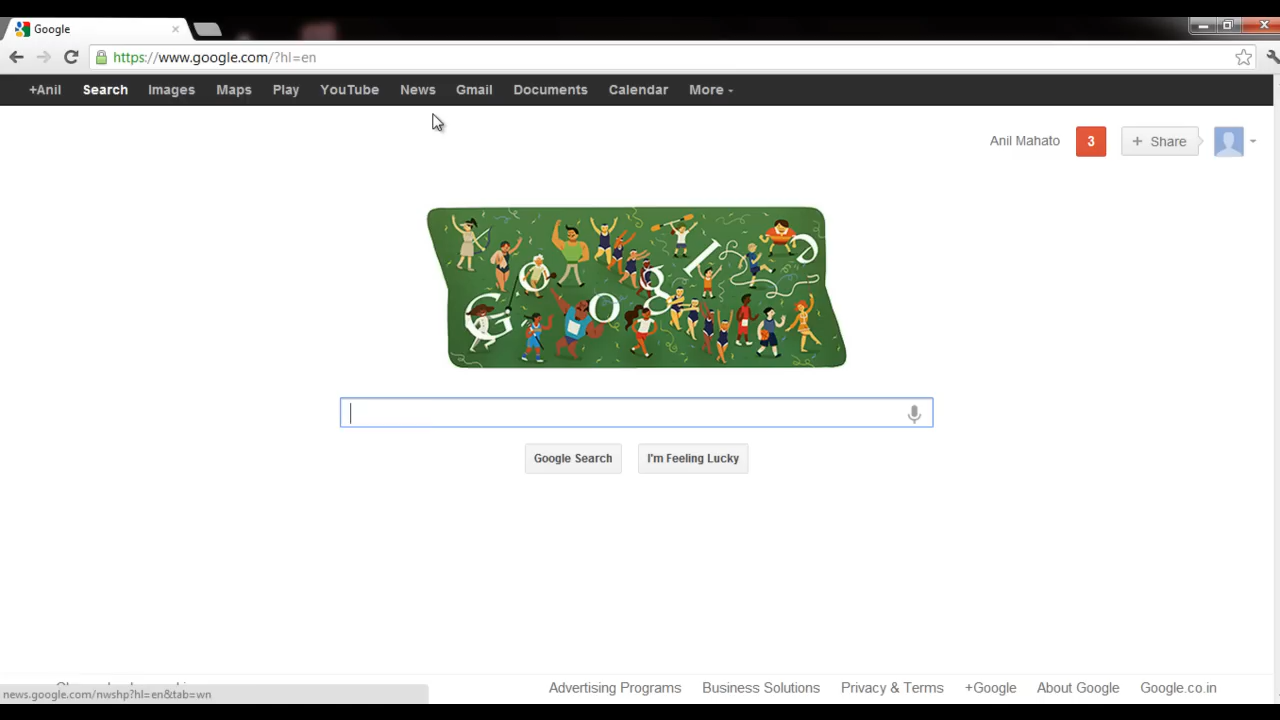 Google
https://www.google.com/?hl=en
+Anil Search Images Maps Play YouTube News Gmail Documents Calendar More
Anil Mahato 3 + Share
Google
Google Search I'm Feeling Lucky
news.google.com/nwshp?hl=en&tab=wn
Advertising Programs Business Solutions Privacy & Terms +Google About Google Google.co.in